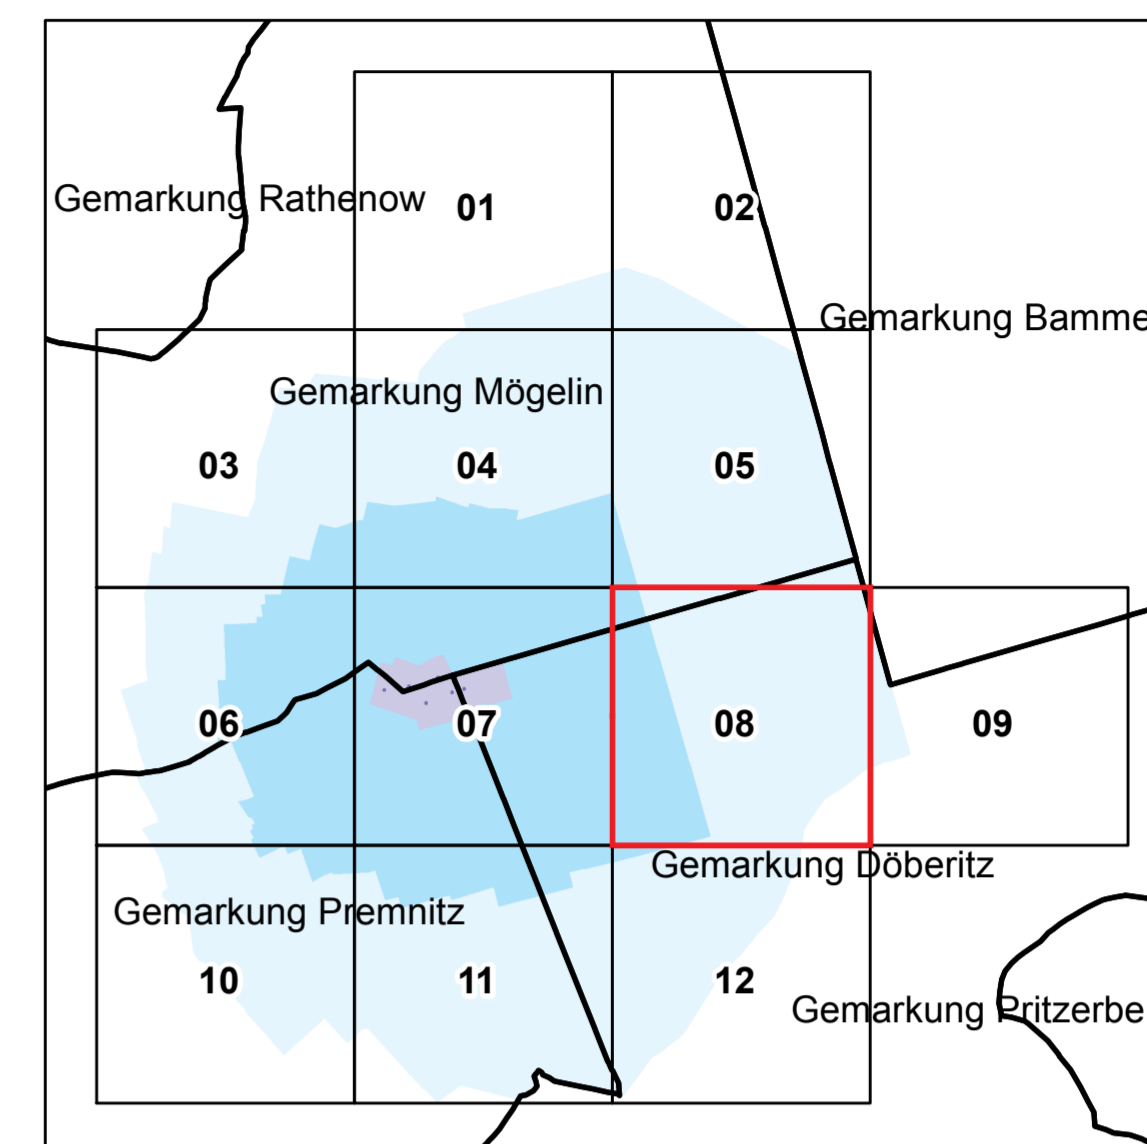 Gemarkung Rathenow
01
02
Gemarkung Bamme
Gemarkung Mögelin
03
04
05
06
07
08
09
Gemarkung Döberitz
Gemarkung Premnitz
10
11
12
Gemarkung Pritzerbe